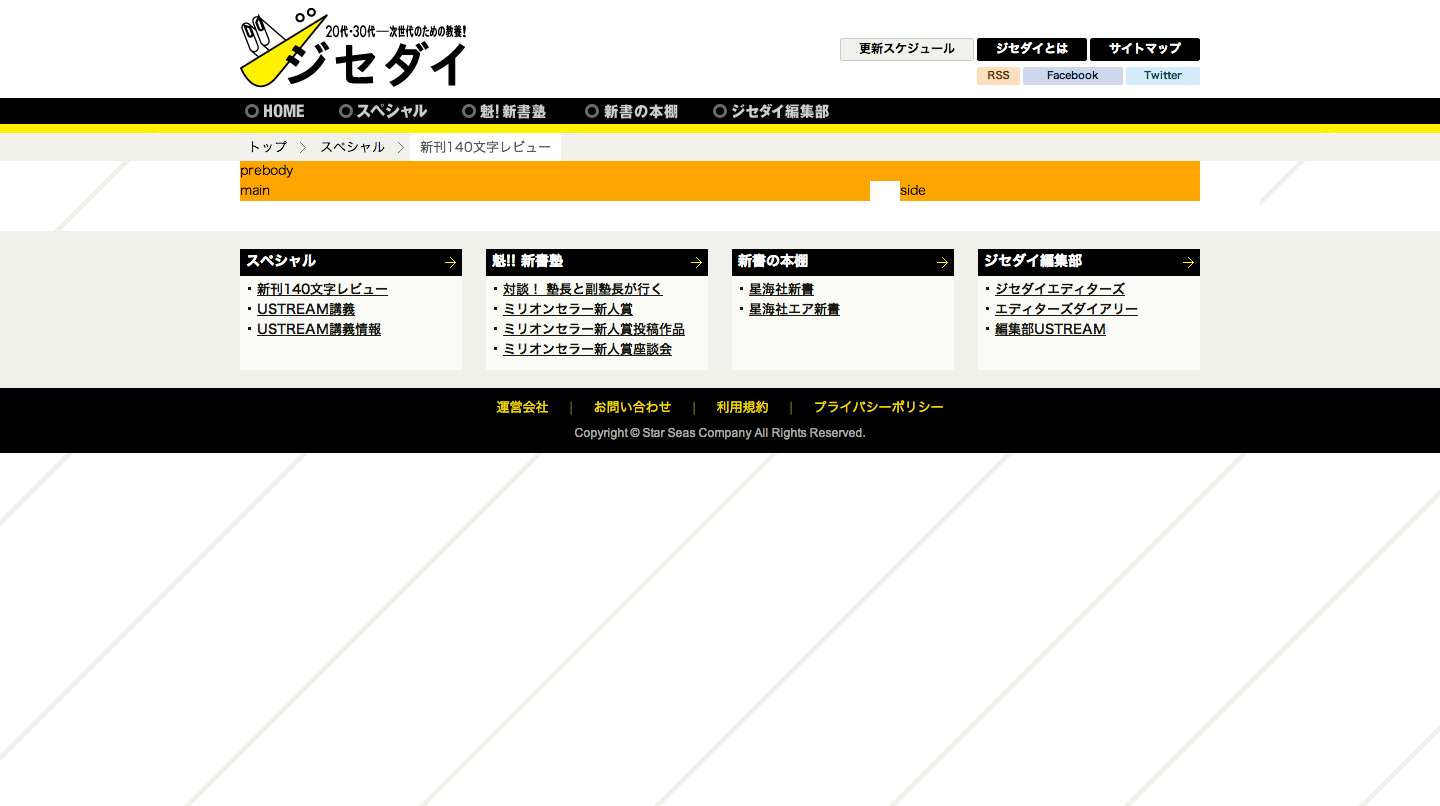 20代・30代──次世代のための教養!
ジセダイ
更新スケジュール ジセダイとは サイトマップ
RSS Facebook Twitter
HOME スペシャル 魁!新書塾 新書の本棚 ジセダイ編集部
トップ スペシャル 新刊140文字レビュー
prebody
main side
スペシャル
・新刊140文字レビュー
・USTREAM講義
・USTREAM講義情報
魁!! 新書塾
・対談！ 塾長と副塾長が行く
・ミリオンセラー新人賞
・ミリオンセラー新人賞投稿作品
・ミリオンセラー新人賞座談会
新書の本棚
・星海社新書
・星海社エア新書
ジセダイ編集部
・ジセダイエディターズ
・エディターズダイアリー
・編集部USTREAM
運営会社 | お問い合わせ | 利用規約 | プライバシーポリシー
Copyright © Star Seas Company All Rights Reserved.